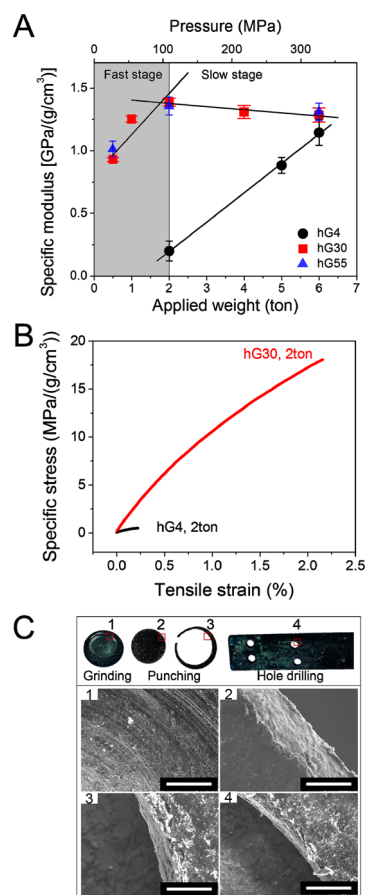 A
Pressure (MPa)
0 100 200 300
Fast stage Slow stage
Specific modulus [GPa/(g/cm³)]
1.5
1.0
0.5
0.0
hG4
hG30
hG55
0 1 2 3 4 5 6 7
Applied weight (ton)
B
Specific stress (MPa/(g/cm³))
20
15
10
5
0
hG30, 2ton
hG4, 2ton
0.0 0.5 1.0 1.5 2.0 2.5
Tensile strain (%)
C
1 2 3 4
Grinding Punching Hole drilling
1 2
3 4